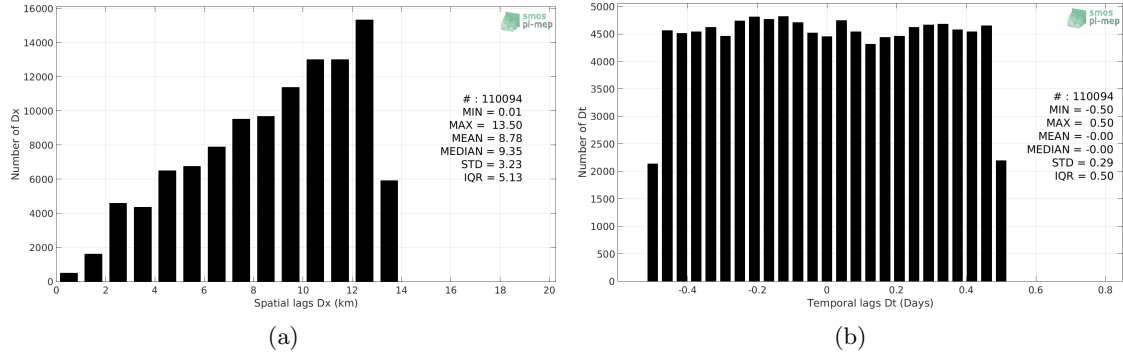 16000
14000
12000
10000
8000
6000
4000
2000
0
Number of Dx
0 2 4 6 8 10 12 14 16 18 20
Spatial lags Dx (km)
smos
pi-mep
# : 110094
MIN = 0.01
MAX = 13.50
MEAN = 8.78
MEDIAN = 9.35
STD = 3.23
IQR = 5.13
(a)
5000
4500
4000
3500
3000
2500
2000
1500
1000
500
0
Number of Dt
-0.4 -0.2 0 0.2 0.4 0.6 0.8
Temporal lags Dt (Days)
smos
pi-mep
# : 110094
MIN = -0.50
MAX = 0.50
MEAN = -0.00
MEDIAN = -0.00
STD = 0.29
IQR = 0.50
(b)